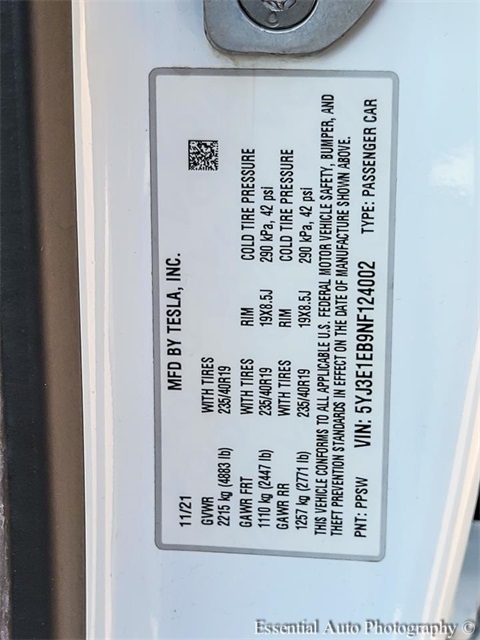 MFD BY TESLA, INC.
11/21
GVWR WITH TIRES RIM COLD TIRE PRESSURE
2215 kg (4883 lb) 235/40R19 19X8.5J 290 kPa, 42 psi
GAWR FRT WITH TIRES RIM COLD TIRE PRESSURE
1110 kg (2447 lb) 235/40R19 19X8.5J 290 kPa, 42 psi
GAWR RR
1257 kg (2771 lb) 235/40R19
THIS VEHICLE CONFORMS TO ALL APPLICABLE U.S. FEDERAL MOTOR VEHICLE SAFETY, BUMPER, AND
THEFT PREVENTION STANDARDS IN EFFECT ON THE DATE OF MANUFACTURE SHOWN ABOVE.
VIN: 5YJ3E1EB9NF124002
PNT: PPSW TYPE: PASSENGER CAR
Essential Auto Photography ©